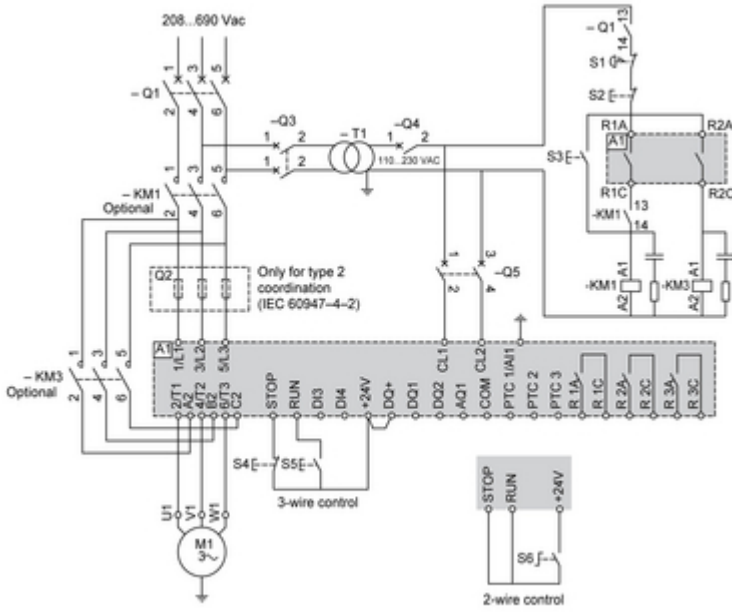 208...690 Vac
1 3 5
– Q1
2 4 6
–Q3
1 2
1 2
– T1
110...230 VAC
–Q4
1 2
13
– Q1
14
S1
S2
R1A R2A
A1
S3
R1C R2C
13
-KM1
14
A1 A1
-KM1 -KM3
A2 A2
1 3 5
– KM1
Optional
2 4 6
Q2
Only for type 2
coordination
(IEC 60947–4–2)
1 3
–Q5
2 4
1 3 5
– KM3
Optional
2 4 6
A1
1/L1 3/L2 5/L3 CL1 CL2 PTC 1/AI1
2/T1 A2 4/T2 B2 6/T3 C2 STOP RUN DI3 DI4 +24V DQ+ DQ1 DQ2 AQ1 COM PTC 2 PTC 3 R 1A R 1C R 2A R 2C R 3A R 3C
S4 S5
3-wire control
U1 V1 W1
M1
3~
STOP RUN +24V
S6
2-wire control